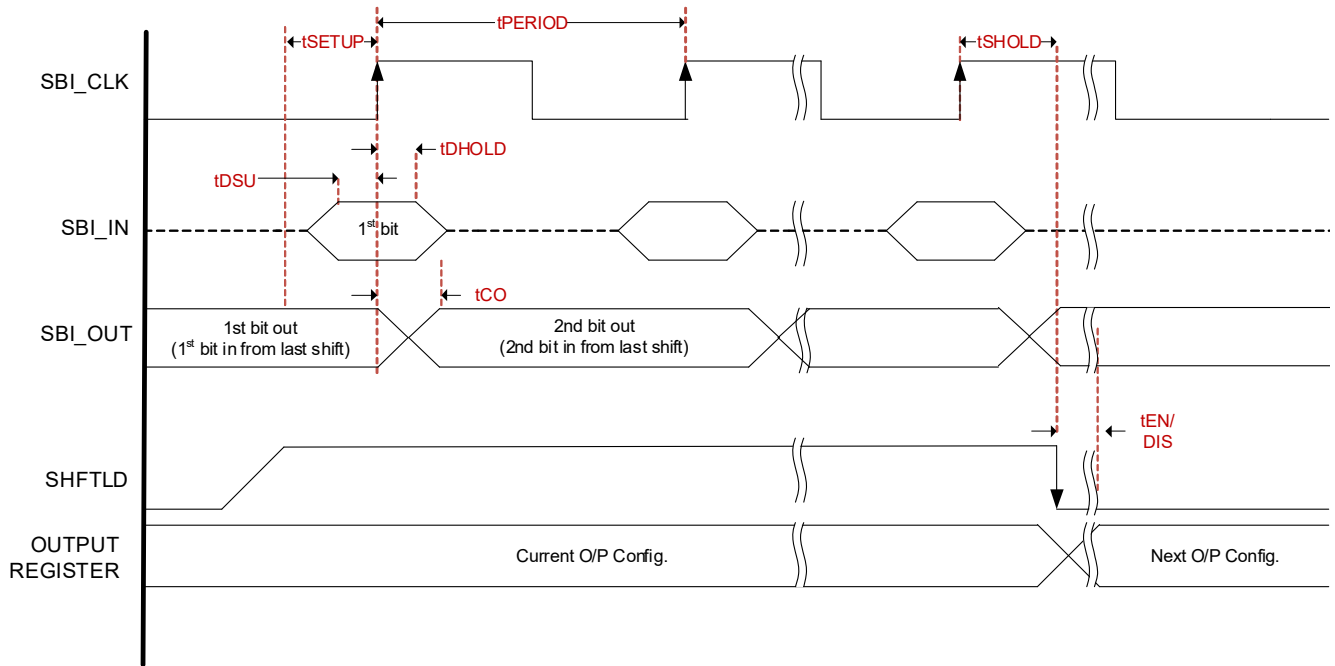 tPERIOD
tSETUP
tSHOLD
SBI_CLK
tDHOLD
tDSU
SBI_IN
1st bit
tCO
SBI_OUT
1st bit out
(1st bit in from last shift)
2nd bit out
(2nd bit in from last shift)
tEN/
DIS
SHFTLD
OUTPUT
REGISTER
Current O/P Config.
Next O/P Config.